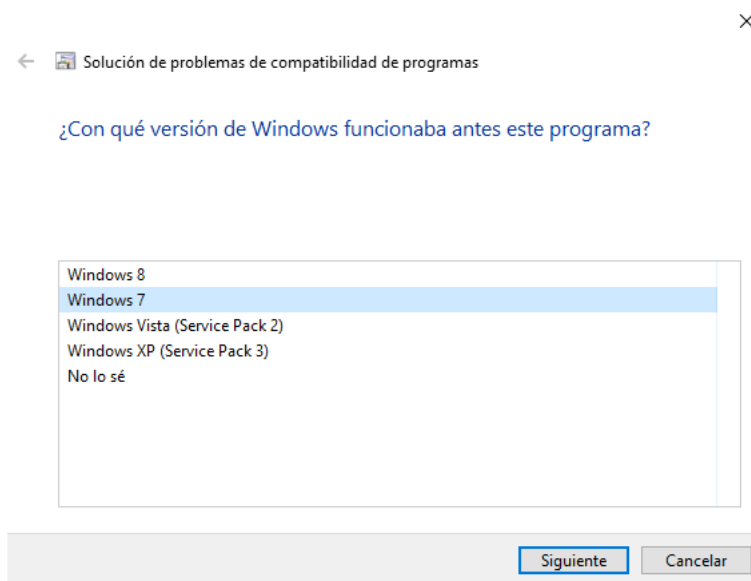 Solución de problemas de compatibilidad de programas
¿Con qué versión de Windows funcionaba antes este programa?
Windows 8
Windows 7
Windows Vista (Service Pack 2)
Windows XP (Service Pack 3)
No lo sé
Siguiente
Cancelar